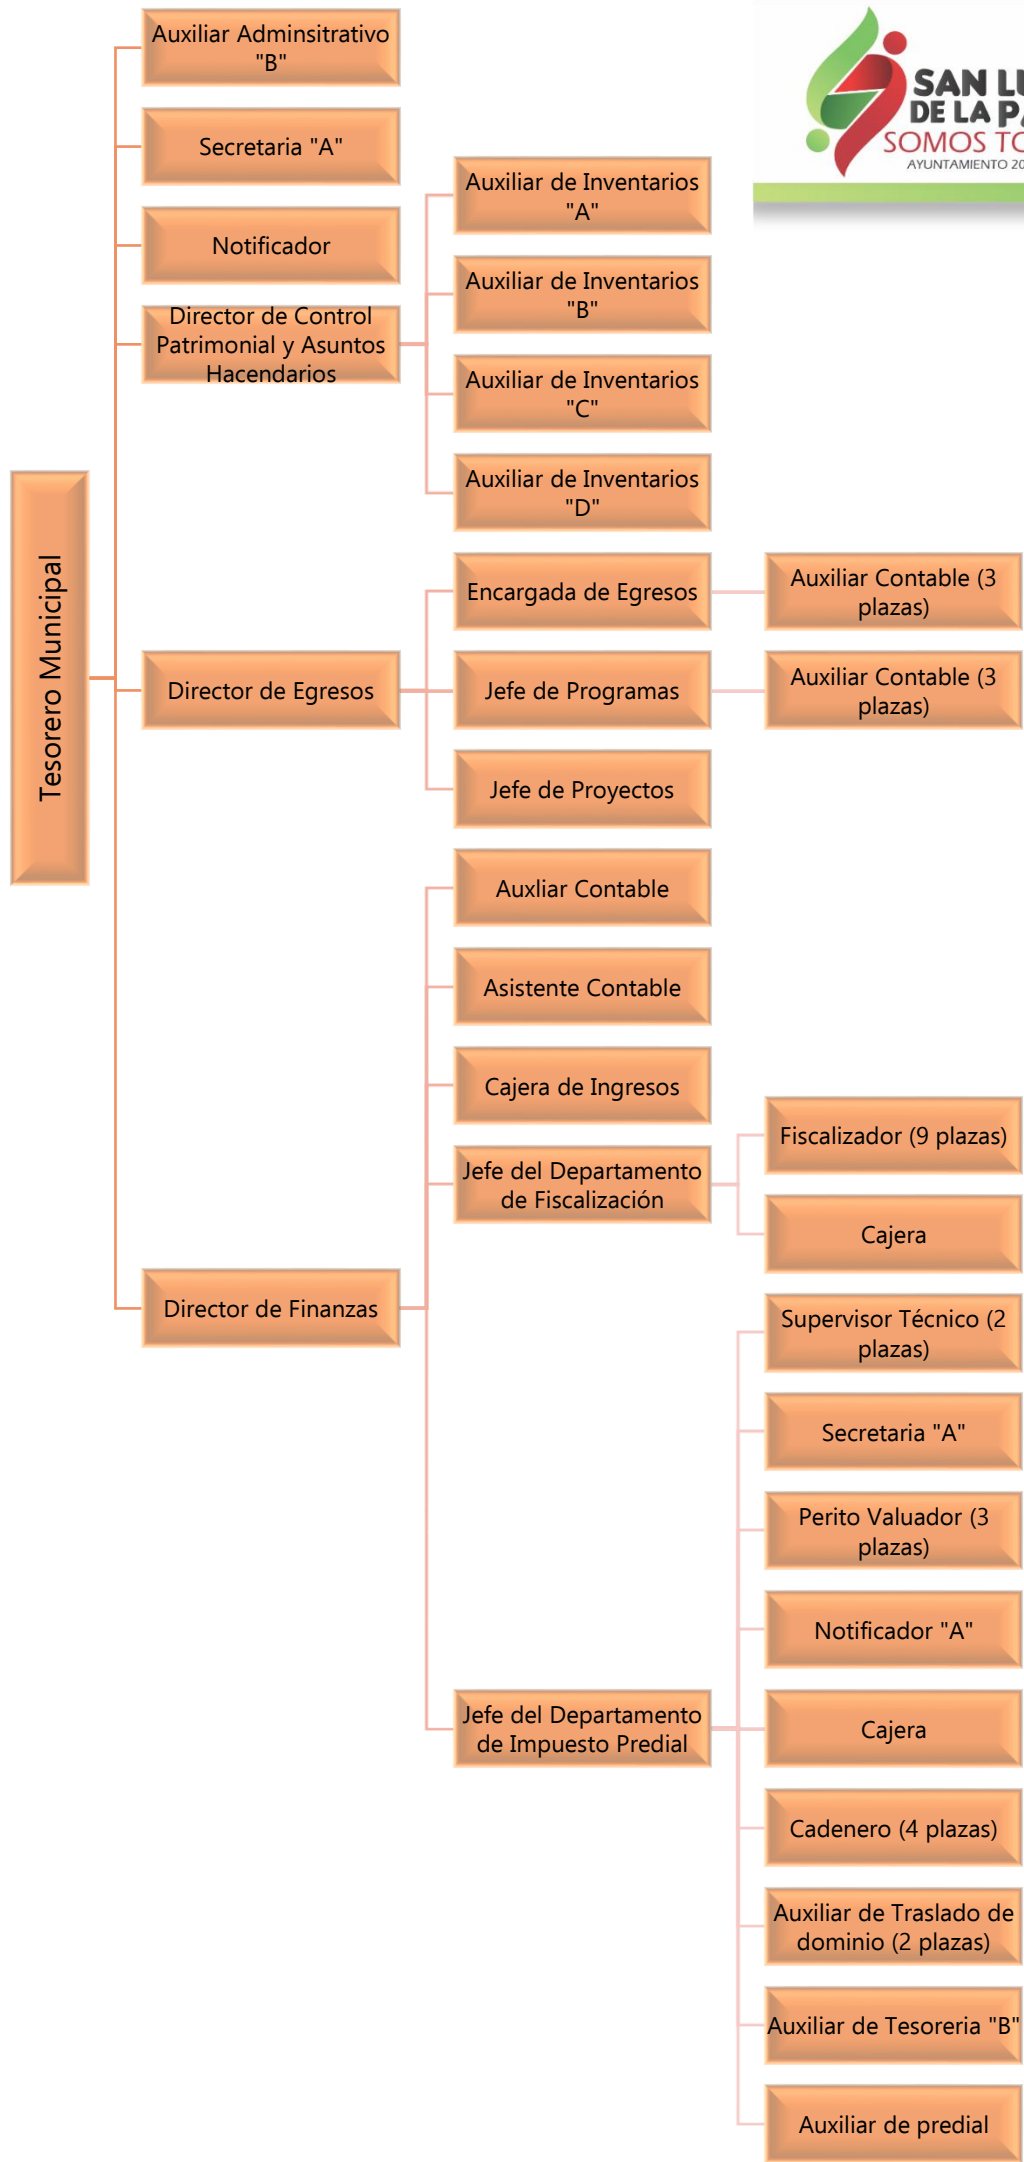 Auxiliar Adminsitrativo
"B"
Secretaria "A"
Notificador
Director de Control
Patrimonial y Asuntos
Hacendarios
Tesorero Municipal
Director de Egresos
Director de Finanzas
Auxiliar de Inventarios
"A"
Auxiliar de Inventarios
"B"
Auxiliar de Inventarios
"C"
Auxiliar de Inventarios
"D"
Encargada de Egresos
Jefe de Programas
Jefe de Proyectos
Auxiliar Contable (3
plazas)
Auxiliar Contable (3
plazas)
Auxliar Contable
Asistente Contable
Cajera de Ingresos
Jefe del Departamento
de Fiscalización
Fiscalizador (9 plazas)
Cajera
Jefe del Departamento
de Impuesto Predial
Supervisor Técnico (2
plazas)
Secretaria "A"
Perito Valuador (3
plazas)
Notificador "A"
Cajera
Cadenero (4 plazas)
Auxiliar de Traslado de
dominio (2 plazas)
Auxiliar de Tesoreria "B"
Auxiliar de predial
SAN
DE LA
SOMOS
AYUNTAMIENTO